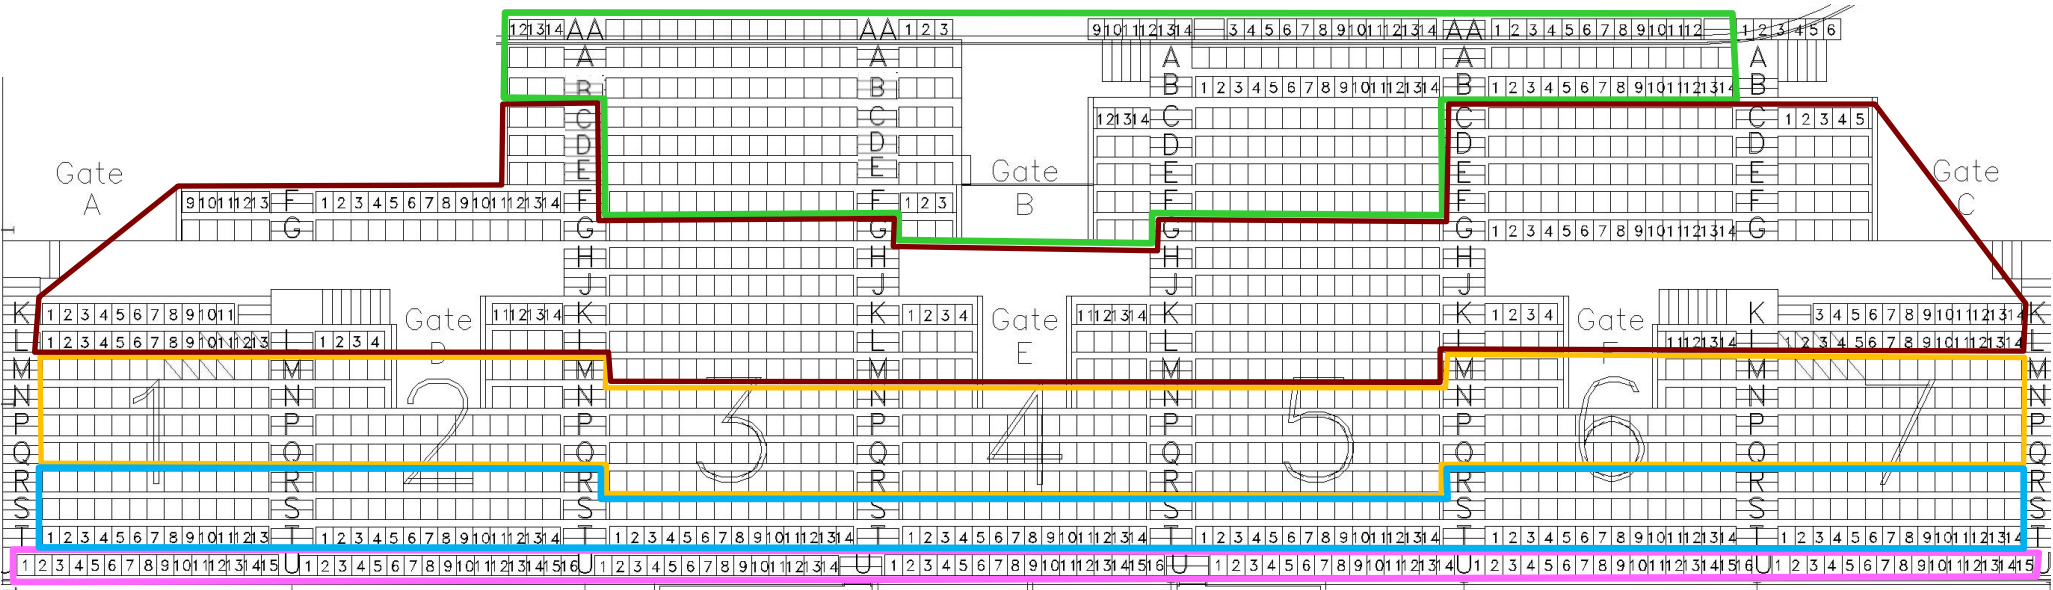 12 13 14 AA AA 1 2 3 9 10 11 12 13 14 3 4 5 6 7 8 9 10 11 12 13 14 AA 1 2 3 4 5 6 7 8 9 10 11 12 1 2 3 4 5 6
A A A A A
B B B 1 2 3 4 5 6 7 8 9 10 11 12 13 14 B 1 2 3 4 5 6 7 8 9 10 11 12 13 14 B
C C 12 13 14 C C C 1 2 3 4 5
D D D D D
E E E E E
Gate A
Gate B
Gate C
9 10 11 12 13 F 1 2 3 4 5 6 7 8 9 10 11 12 13 14 F F 1 2 3 F F F
G G G G G 1 2 3 4 5 6 7 8 9 10 11 12 13 14 G
H H H H
J J J J
K 1 2 3 4 5 6 7 8 9 10 11 11 12 13 14 K K 1 2 3 4 11 12 13 14 K K 1 2 3 4 K 3 4 5 6 7 8 9 10 11 12 13 14 K
Gate D
Gate E
Gate
L 1 2 3 4 5 6 7 8 9 10 11 12 13 L 1 2 3 4 L L L L 11 12 13 14 L 1 2 3 4 5 6 7 8 9 10 11 12 13 14 L
M M M M M M M M
N N N N N N N N
1 2 3 4 5 6 7
P P P P P P P P
Q Q Q Q Q Q Q Q
R R R R R R R R
S S S S S S S S
T 1 2 3 4 5 6 7 8 9 10 11 12 13 T 1 2 3 4 5 6 7 8 9 10 11 12 13 14 T 1 2 3 4 5 6 7 8 9 10 11 12 13 14 T 1 2 3 4 5 6 7 8 9 10 11 12 13 14 T 1 2 3 4 5 6 7 8 9 10 11 12 13 14 T 1 2 3 4 5 6 7 8 9 10 11 12 13 14 T 1 2 3 4 5 6 7 8 9 10 11 12 13 14 T
1 2 3 4 5 6 7 8 9 10 11 12 13 14 15 U 1 2 3 4 5 6 7 8 9 10 11 12 13 14 15 16 U 1 2 3 4 5 6 7 8 9 10 11 12 13 14 U 1 2 3 4 5 6 7 8 9 10 11 12 13 14 15 16 U 1 2 3 4 5 6 7 8 9 10 11 12 13 14 U 1 2 3 4 5 6 7 8 9 10 11 12 13 14 15 16 U 1 2 3 4 5 6 7 8 9 10 11 12 13 14 15 U